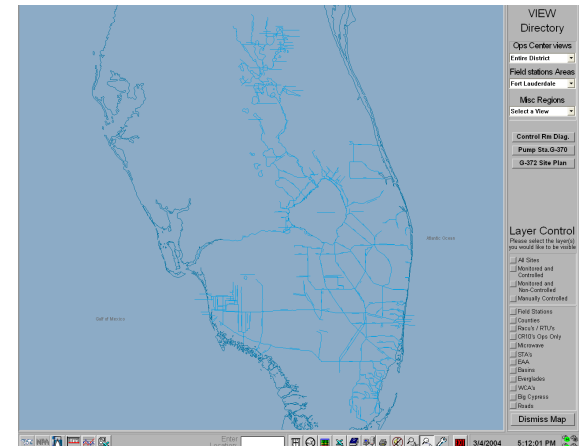 VIEW
Directory
Ops Center views
Entire District
Field stations Areas
Fort Lauderdale
Misc Regions
Select a View
Control Rm Diag.
Pump Sta.G-370
G-372 Site Plan
Atlantic Ocean
Gulf of Mexico
Layer Control
Please select the layer(s)
you would like to be visible
All Sites
Monitored and
Controlled
Monitored and
Non-Controlled
Manually Controlled
Field Stations
Counties
Racu's / RTU's
CR10's Ops Only
Microwave
STA's
EAA
Basins
Everglades
WCA's
Big Cypress
Roads
Dismiss Map
Enter
Location:
3/4/2004
5:12:01 PM